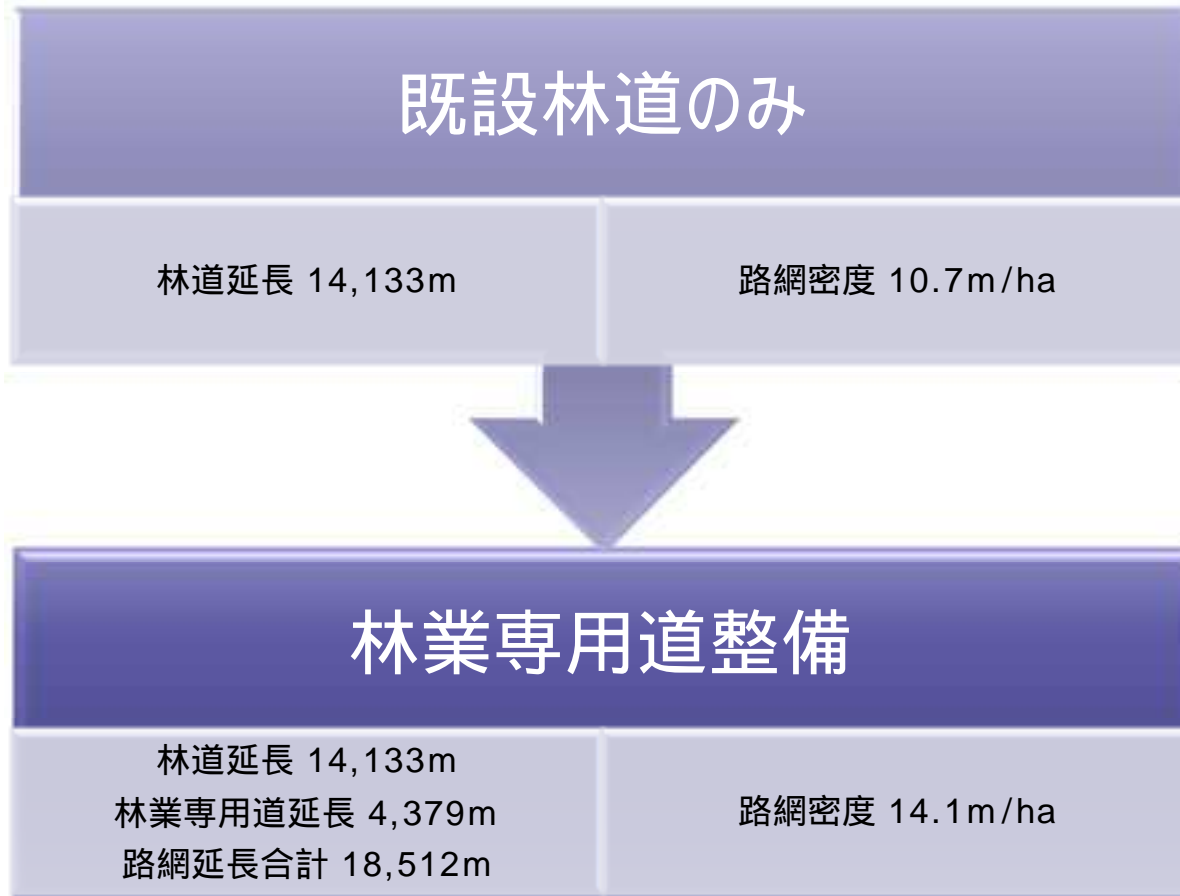 既設林道のみ
林道延長 14,133m
路網密度 10.7m/ha
林業専用道整備
林道延長 14,133m
林業専用道延長 4,379m
路網延長合計 18,512m
路網密度 14.1m/ha